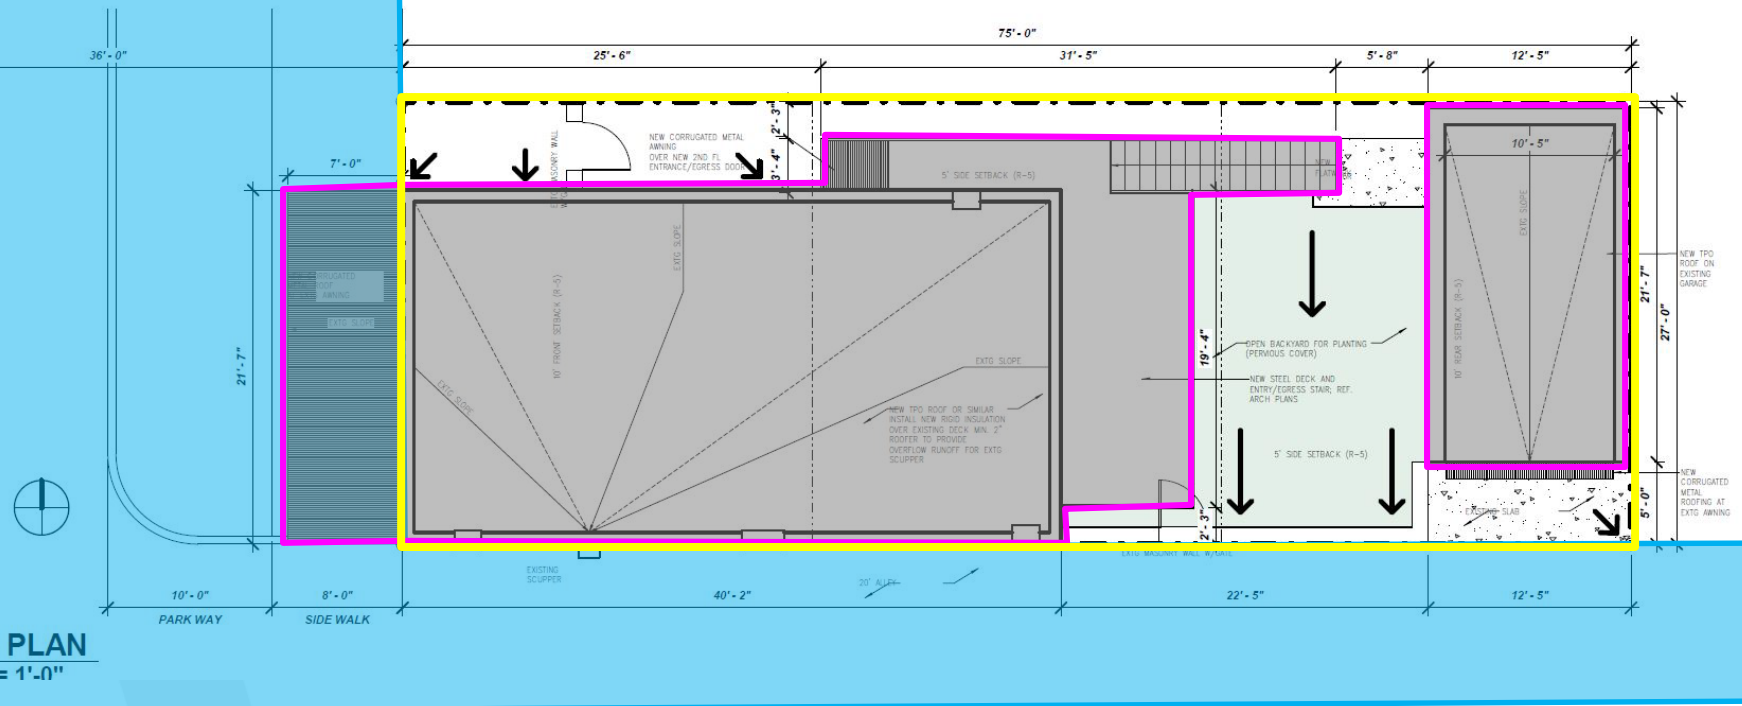 75'- 0"
36'- 0"
25'- 6"
31'- 5"
5'- 8"
12'- 5"
2'- 3"
3'- 4"
NEW CORRUGATED METAL
AWNING
OVER NEW 2ND FL
ENTRANCE/EGRESS DOOR
MASONRY WALL
7'- 0"
5' SIDE SETBACK (R-5)
NEW
10'- 5"
EXTG SLOPE
EXTG SLOPE
10' FRONT SETBACK (R-5)
AWNING
EXTG SLOPE
NEW TPO
ROOF ON
EXISTING
GARAGE
21'- 7"
27'- 0"
10' REAR SETBACK (R-5)
21'- 7"
19'- 4"
OPEN BACKYARD FOR PLANTING
(PERVIOUS COVER)
EXTG SLOPE
EXTG SLOPE
NEW STEEL DECK AND
ENTRY/EGRESS STAIR; REF.
ARCH PLANS
NEW TPO ROOF OR SIMILAR
INSTALL NEW RIGID INSULATION
OVER EXISTING DECK MIN. 2"
ROOFER TO PROVIDE
OVERFLOW RUNOFF FOR EXTG
SCUPPER
5' SIDE SETBACK (R-5)
NEW
CORRUGATED
METAL
ROOFING AT
EXTG AWNING
5'- 0"
2'- 3"
EXISTING SLAB
EXTG MASONRY WALL W/GATE
EXISTING
SCUPPER
20' ALLEY
10'- 0"
8'- 0"
40'- 2"
22'- 5"
12'- 5"
PARK WAY
SIDE WALK
PLAN
= 1'-0"